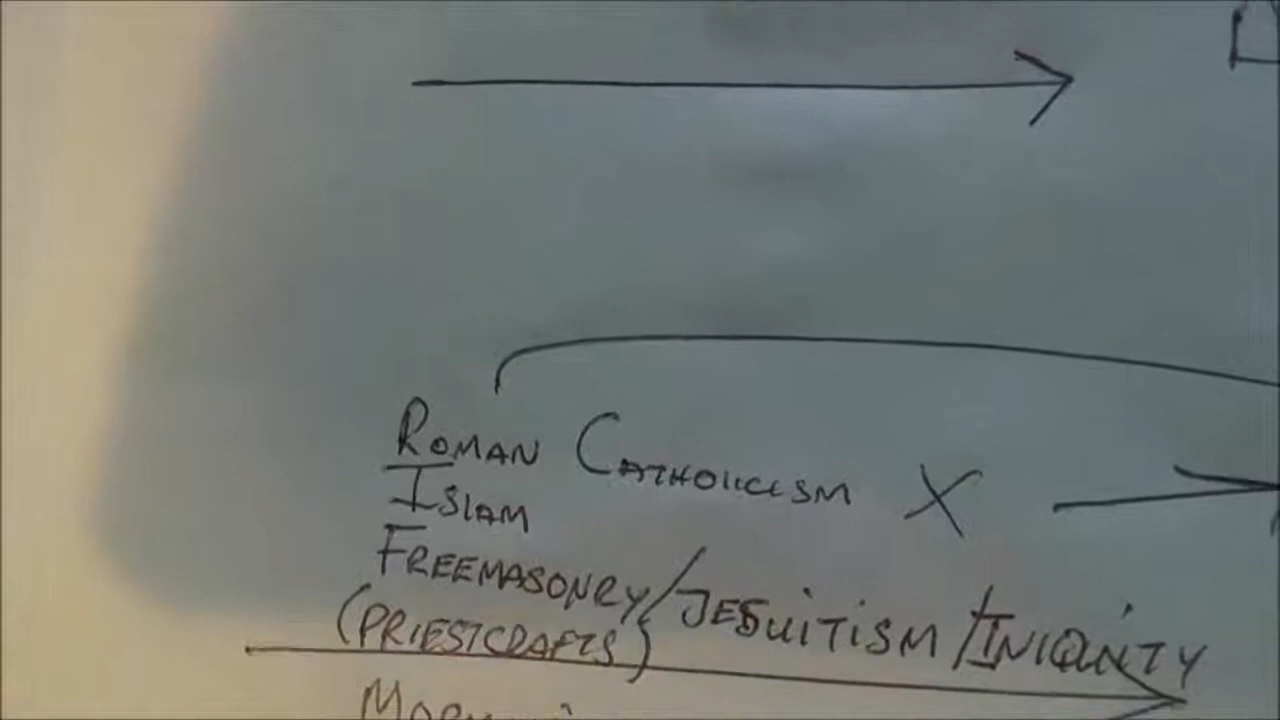 ROMAN CATHOLICISM X
ISLAM
FREEMASONRY/JESUITISM/INIQUITY
(PRIESTCRAFTS)